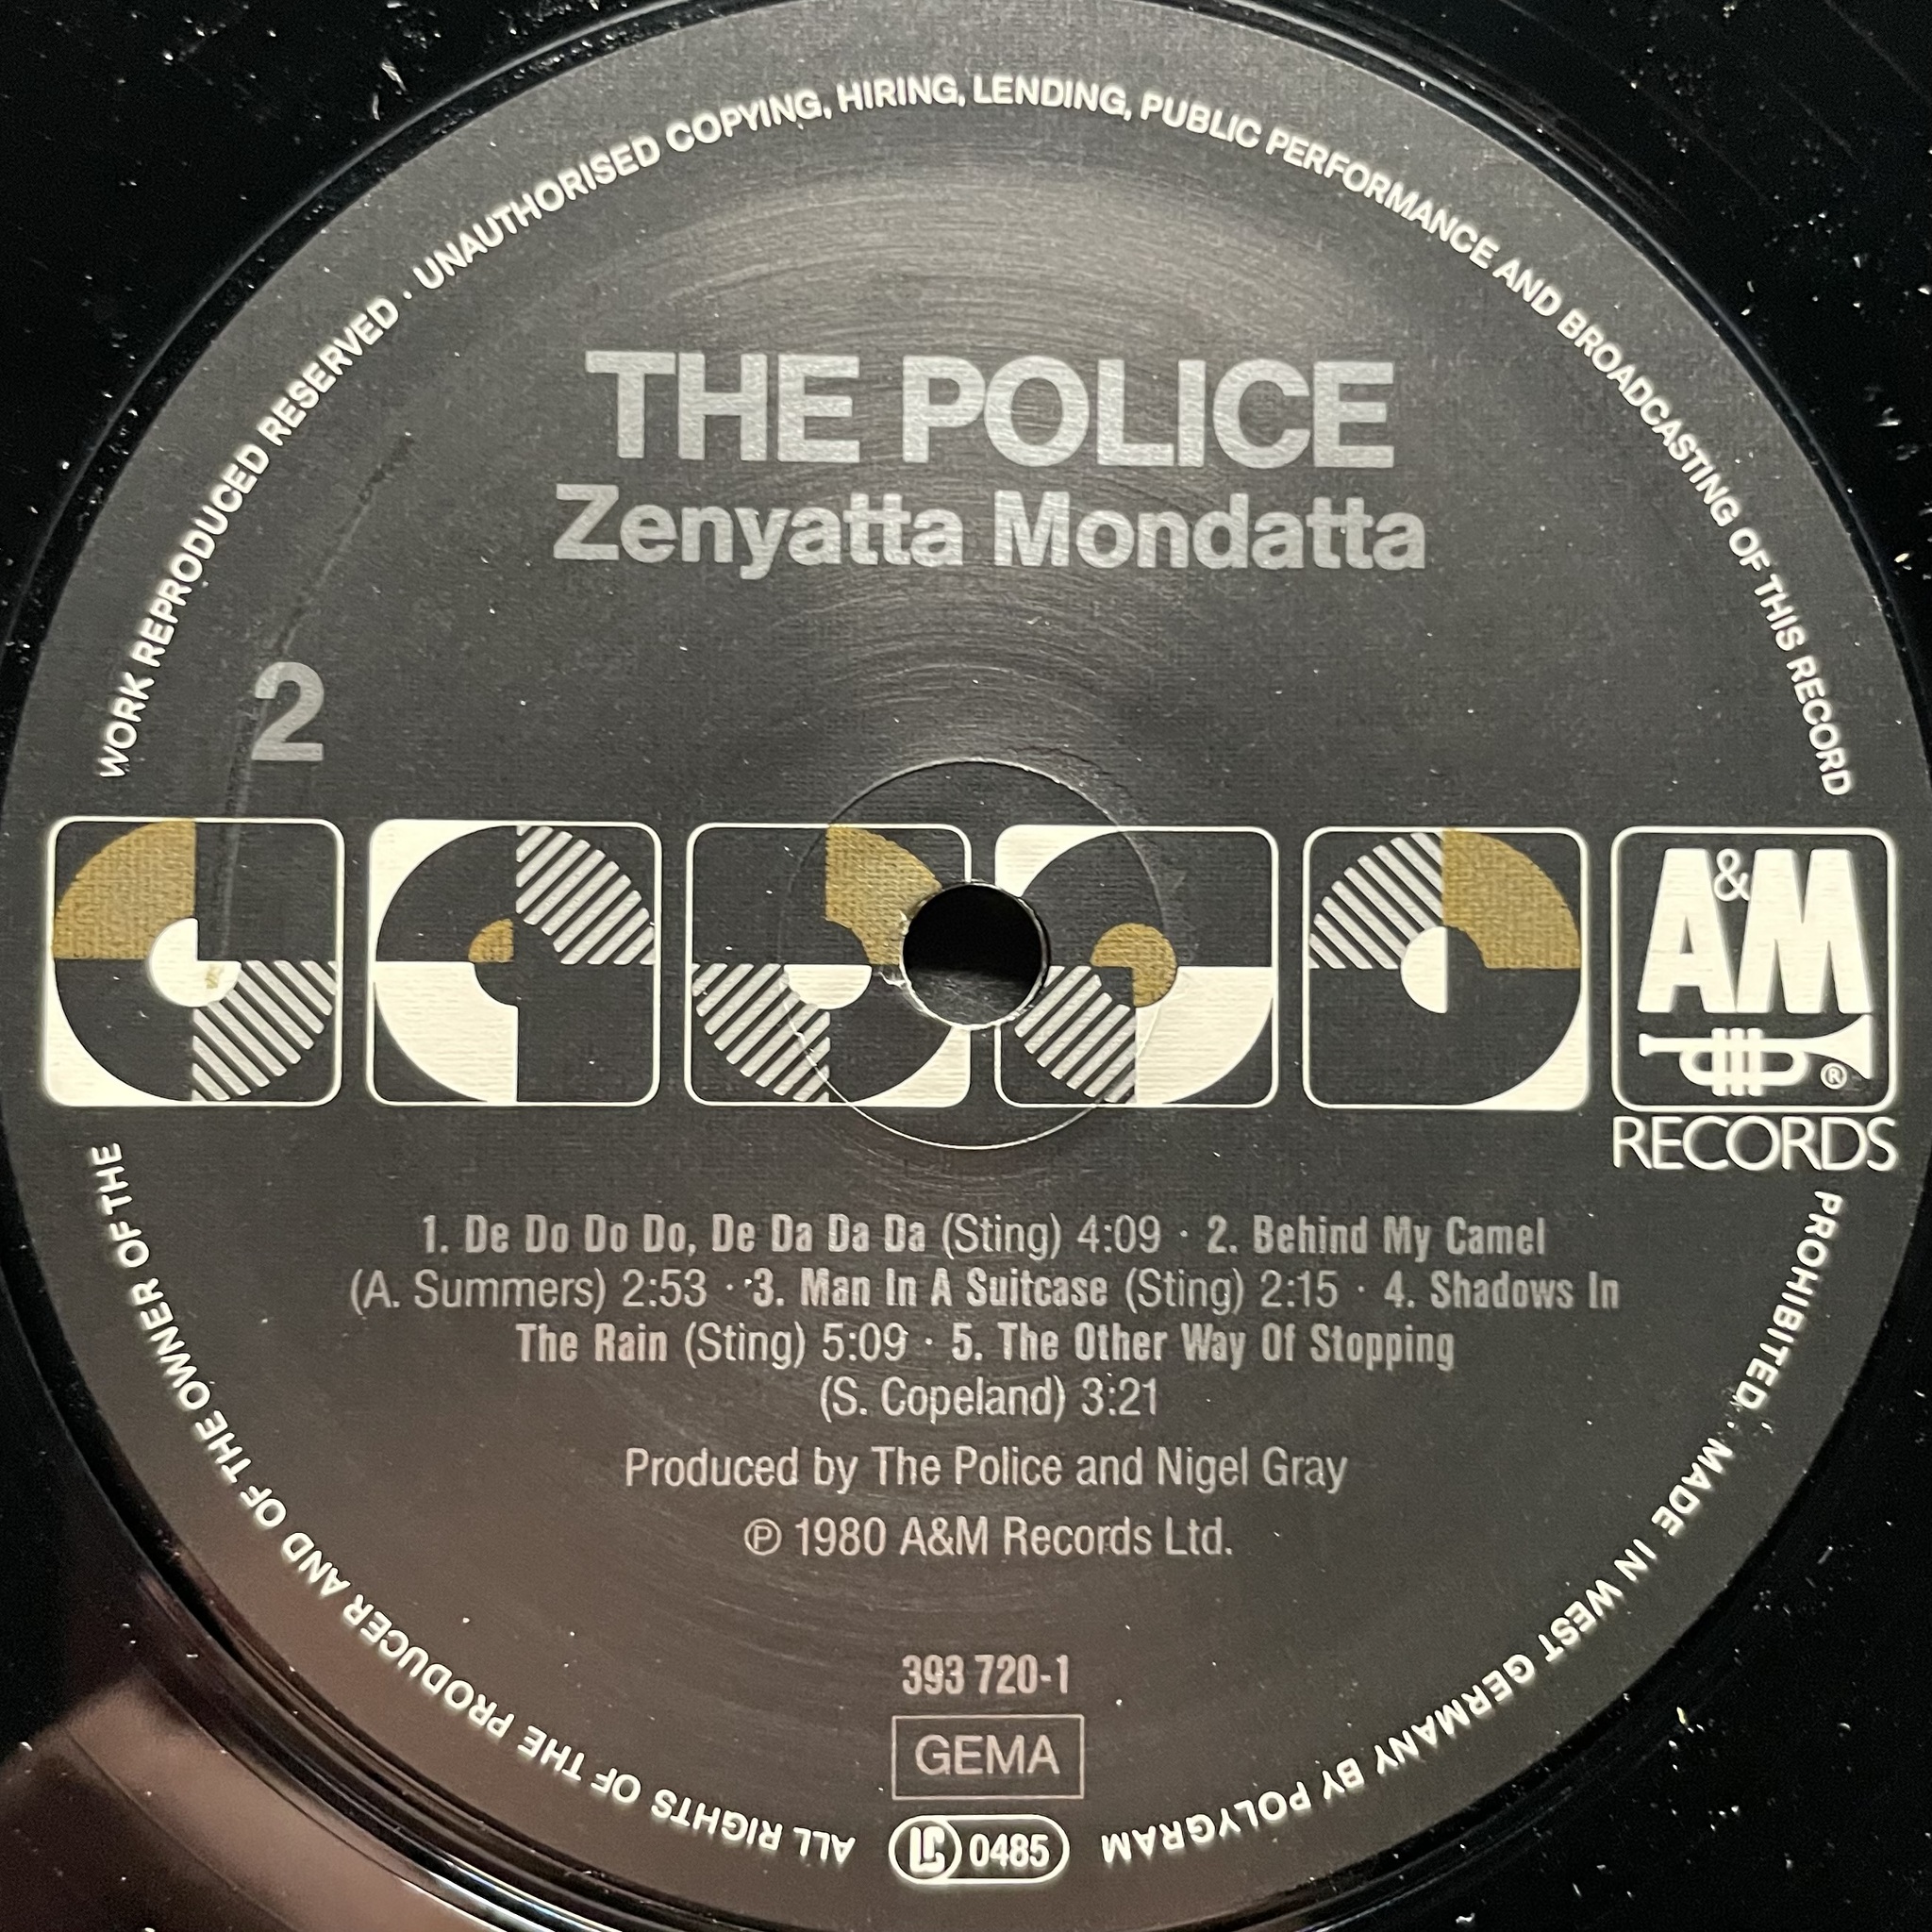 ALL RIGHTS OF THE PRODUCER AND OF THE OWNER OF THE WORK REPRODUCED RESERVED · UNAUTHORISED COPYING, HIRING, LENDING, PUBLIC PERFORMANCE AND BROADCASTING OF THIS RECORD PROHIBITED · MADE IN WEST GERMANY BY POLYGRAM
THE POLICE
Zenyatta Mondatta
2
A&M ®
RECORDS
1. De Do Do Do, De Da Da Da (Sting) 4:09 · 2. Behind My Camel
(A. Summers) 2:53 · 3. Man In A Suitcase (Sting) 2:15 · 4. Shadows In
The Rain (Sting) 5:09 · 5. The Other Way Of Stopping
(S. Copeland) 3:21
Produced by The Police and Nigel Gray
℗ 1980 A&M Records Ltd.
393 720-1
GEMA
LC 0485